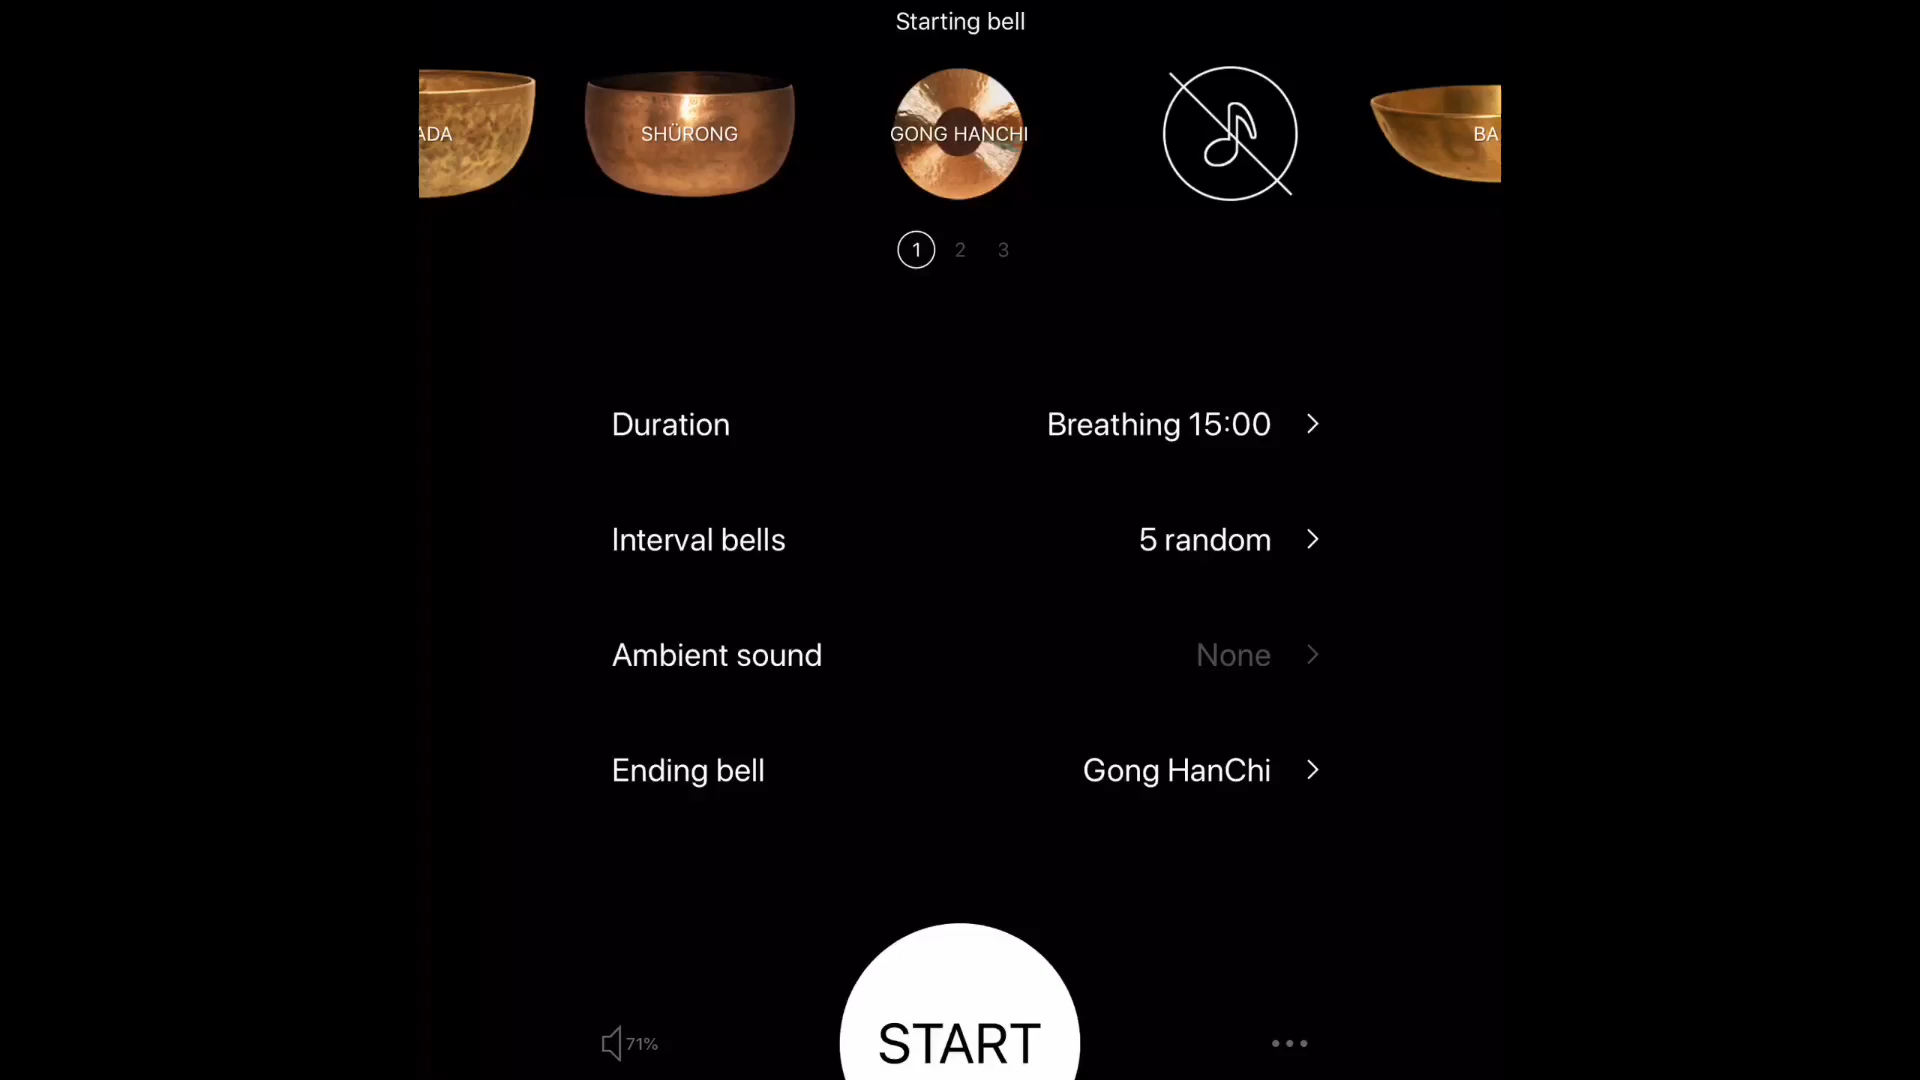 Starting bell
ADA
SHÜRONG
GONG HANCHI
BA
1 2 3
Duration Breathing 15:00
Interval bells 5 random
Ambient sound None
Ending bell Gong HanChi
71%
START